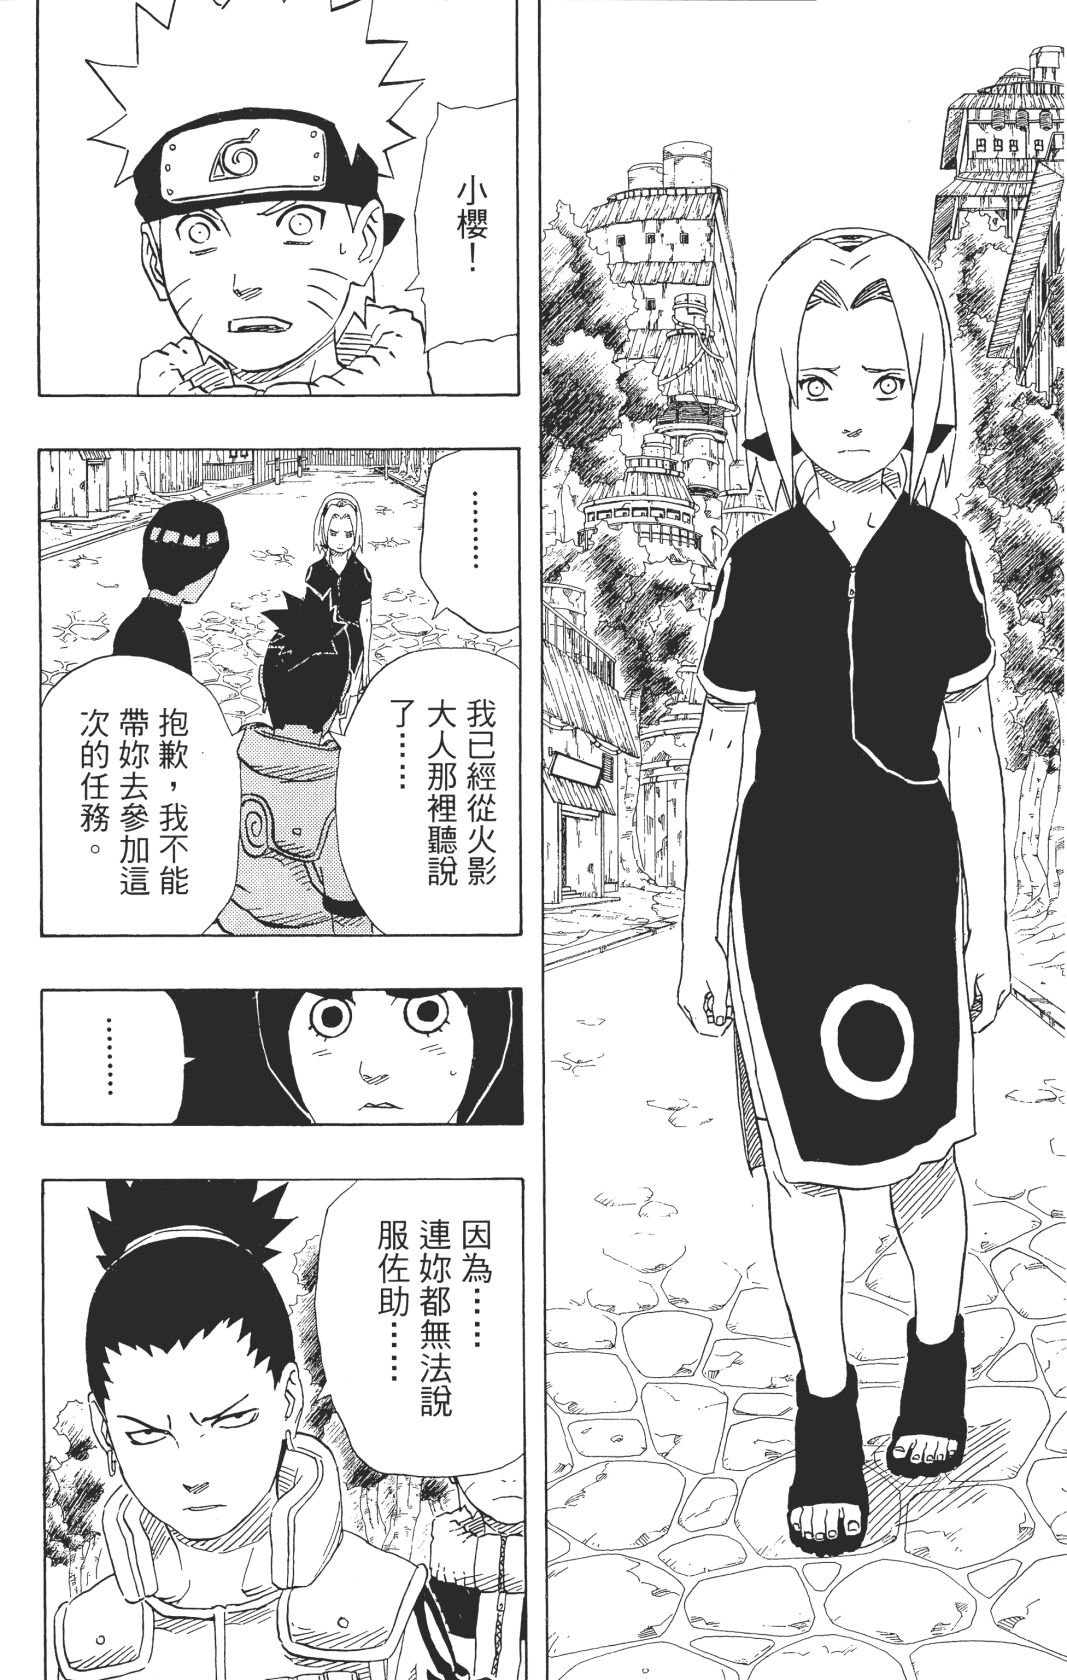 小櫻！
⋯⋯⋯
我已經從火影
大人那裡聽說
了⋯⋯
抱歉，我不能
帶妳去參加這
次的任務。
⋯⋯⋯
因為⋯⋯
連妳都無法說
服佐助⋯⋯